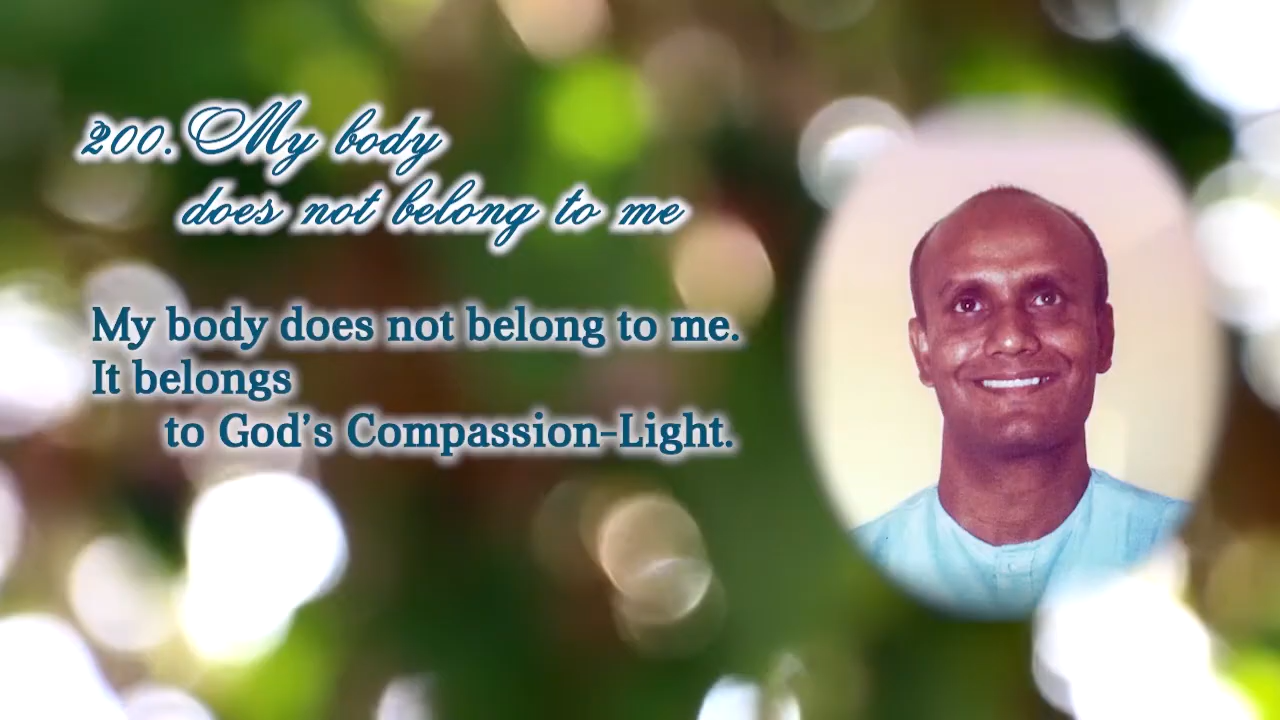 200. My body
does not belong to me
My body does not belong to me.
It belongs
to God's Compassion-Light.